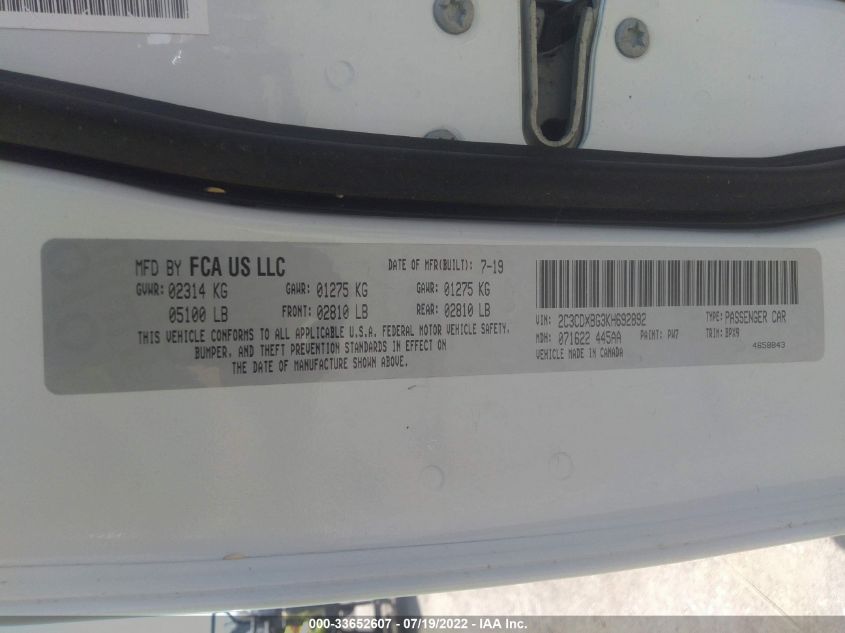 MFD BY FCA US LLC DATE OF MFR(BUILT): 7-19
GVWR: 02314 KG GAWR: 01275 KG GAWR: 01275 KG
05100 LB FRONT: 02810 LB REAR: 02810 LB
THIS VEHICLE CONFORMS TO ALL APPLICABLE U.S.A. FEDERAL MOTOR VEHICLE SAFETY,
BUMPER, AND THEFT PREVENTION STANDARDS IN EFFECT ON
THE DATE OF MANUFACTURE SHOWN ABOVE.
VIN: 2C3CDXBG3KH692892 TYPE: PASSENGER CAR
MDH: 071622 445AA PAINT: PW7 TRIM: BPX9
VEHICLE MADE IN CANADA 4658843
000-33652607 - 07/19/2022 - IAA Inc.